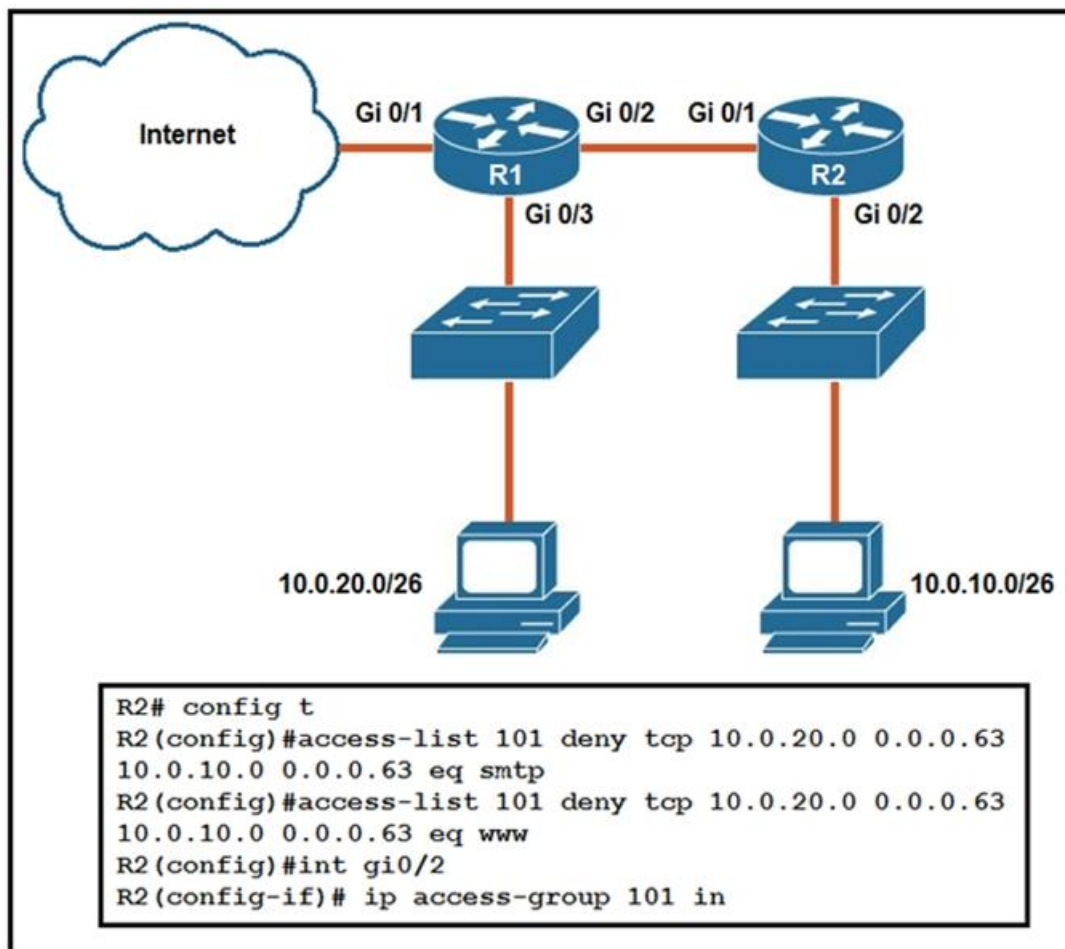 Internet
Gi 0/1
R1
Gi 0/2
Gi 0/1
R2
Gi 0/3
Gi 0/2
10.0.20.0/26
10.0.10.0/26
R2# config t
R2(config)#access-list 101 deny tcp 10.0.20.0 0.0.0.63
10.0.10.0 0.0.0.63 eq smtp
R2(config)#access-list 101 deny tcp 10.0.20.0 0.0.0.63
10.0.10.0 0.0.0.63 eq www
R2(config)#int gi0/2
R2(config-if)# ip access-group 101 in